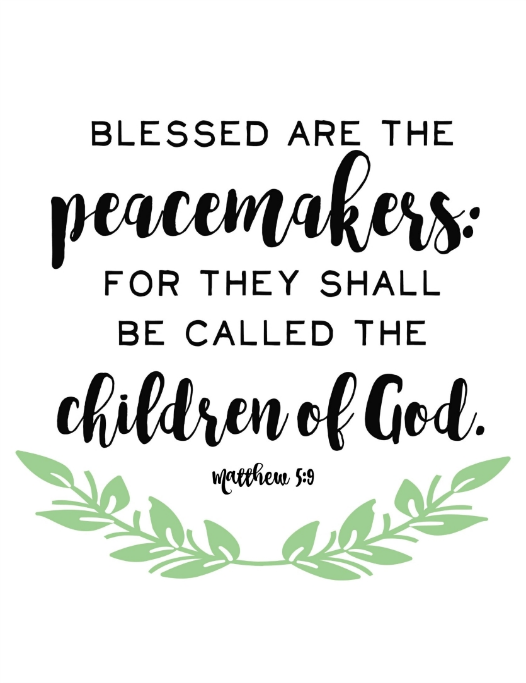 BLESSED ARE THE
peacemakers:
FOR THEY SHALL
BE CALLED THE
children of God.
Matthew 5:9